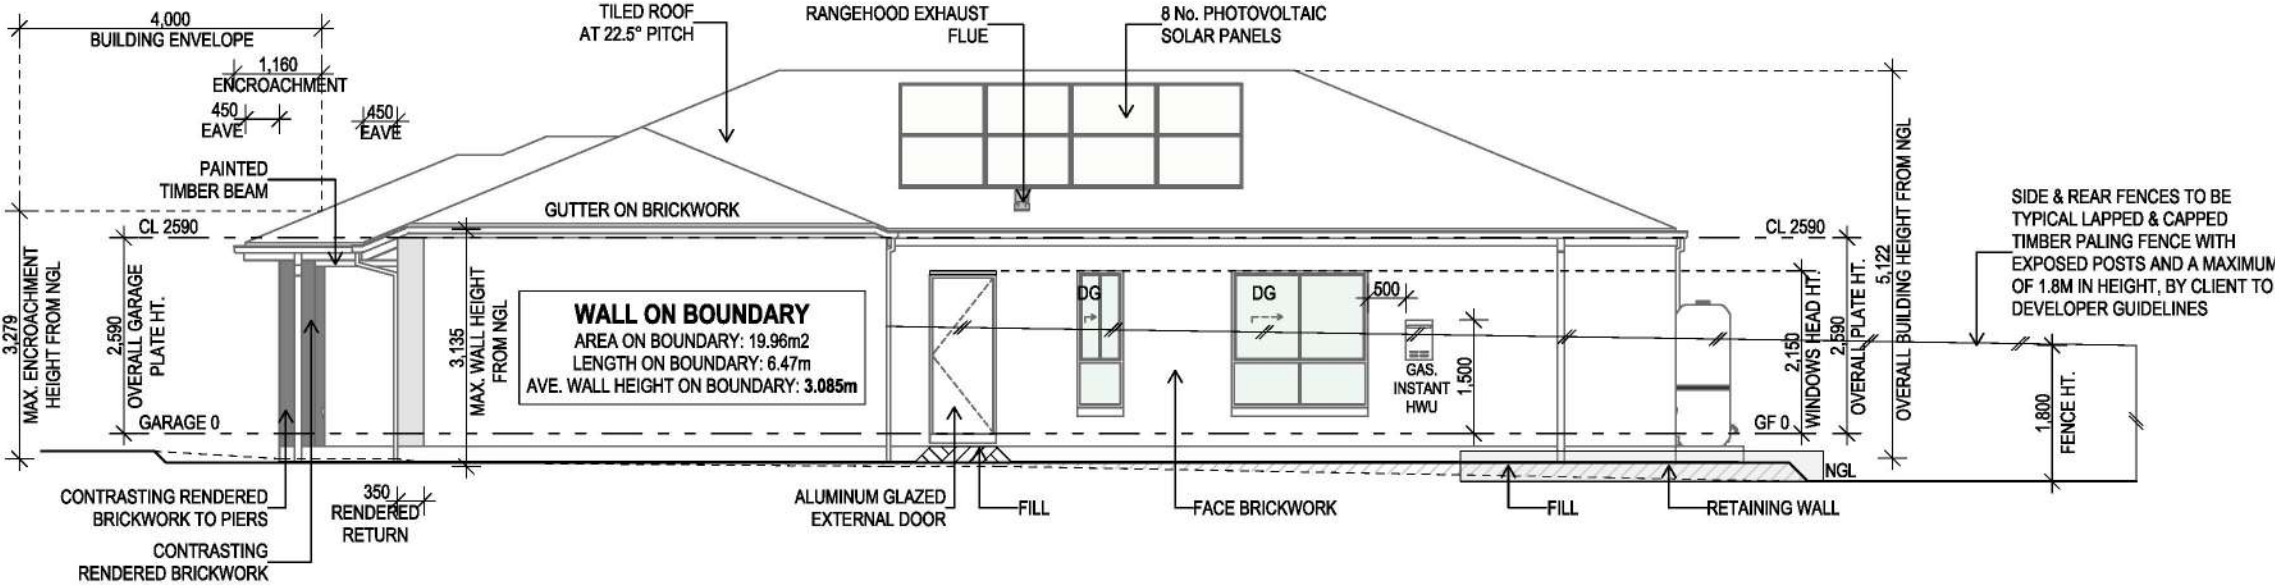 4,000
BUILDING ENVELOPE
1,160
ENCROACHMENT
450
EAVE
450
EAVE
TILED ROOF
AT 22.5° PITCH
RANGEHOOD EXHAUST
FLUE
8 No. PHOTOVOLTAIC
SOLAR PANELS
PAINTED
TIMBER BEAM
GUTTER ON BRICKWORK
CL 2590
CL 2590
3,279
MAX. ENCROACHMENT
HEIGHT FROM NGL
2,590
OVERALL GARAGE
PLATE HT.
3,135
MAX. WALL HEIGHT
FROM NGL
WALL ON BOUNDARY
AREA ON BOUNDARY: 19.96m2
LENGTH ON BOUNDARY: 6.47m
AVE. WALL HEIGHT ON BOUNDARY: 3.085m
DG
DG
500
GAS.
INSTANT
HWU
1,500
2,150
WINDOWS HEAD HT.
2,590
OVERALL PLATE HT.
5,122
OVERALL BUILDING HEIGHT FROM NGL
SIDE & REAR FENCES TO BE
TYPICAL LAPPED & CAPPED
TIMBER PALING FENCE WITH
EXPOSED POSTS AND A MAXIMUM
OF 1.8M IN HEIGHT, BY CLIENT TO
DEVELOPER GUIDELINES
1,800
FENCE HT.
GARAGE 0
GF 0
NGL
CONTRASTING RENDERED
BRICKWORK TO PIERS
350
RENDERED
RETURN
CONTRASTING
RENDERED BRICKWORK
ALUMINUM GLAZED
EXTERNAL DOOR
FILL
FACE BRICKWORK
FILL
RETAINING WALL